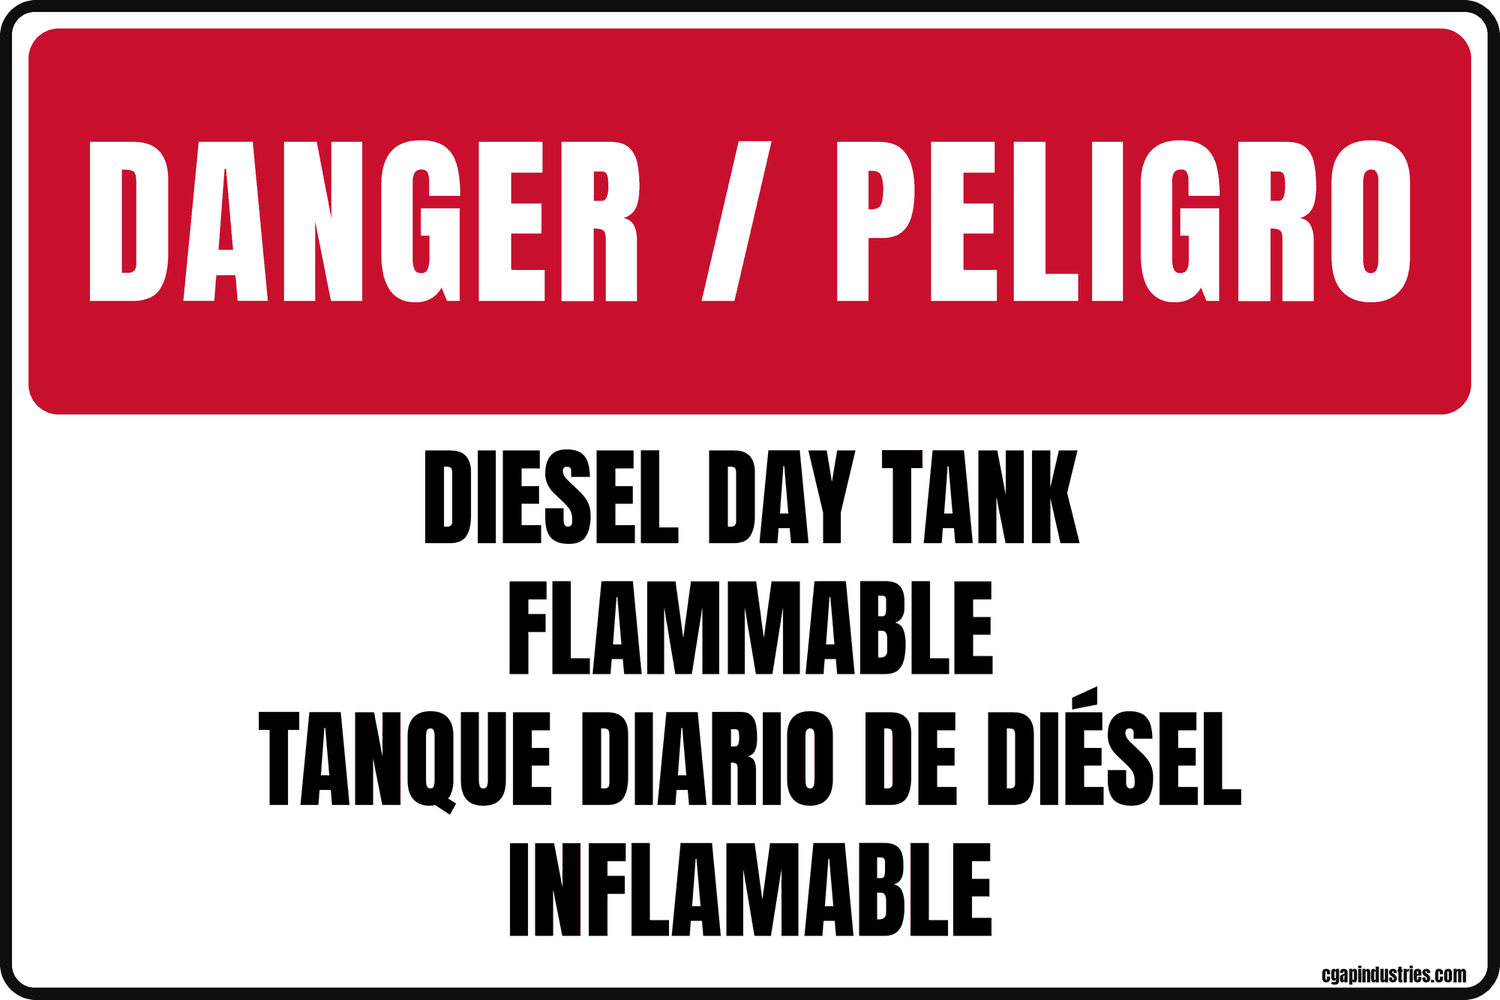 DANGER / PELIGRO
DIESEL DAY TANK
FLAMMABLE
TANQUE DIARIO DE DIÉSEL
INFLAMABLE
cgapindustries.com